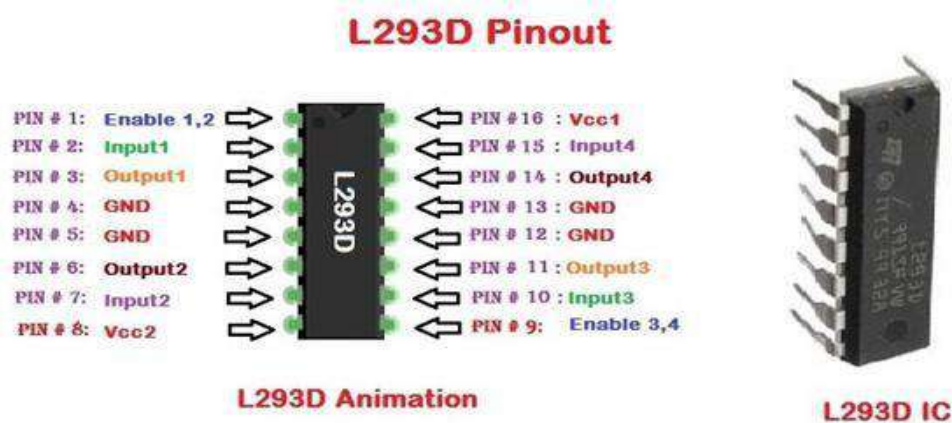 L293D Pinout
PIN # 1: Enable 1,2
PIN # 2: Input1
PIN # 3: Output1
PIN # 4: GND
PIN # 5: GND
PIN # 6: Output2
PIN # 7: Input2
PIN # 8: Vcc2
L293D
PIN #16 : Vcc1
PIN # 15 : Input4
PIN # 14 : Output4
PIN # 13 : GND
PIN # 12 : GND
PIN # 11 : Output3
PIN # 10 : Input3
PIN # 9: Enable 3,4
L293D
L293D Animation
L293D IC